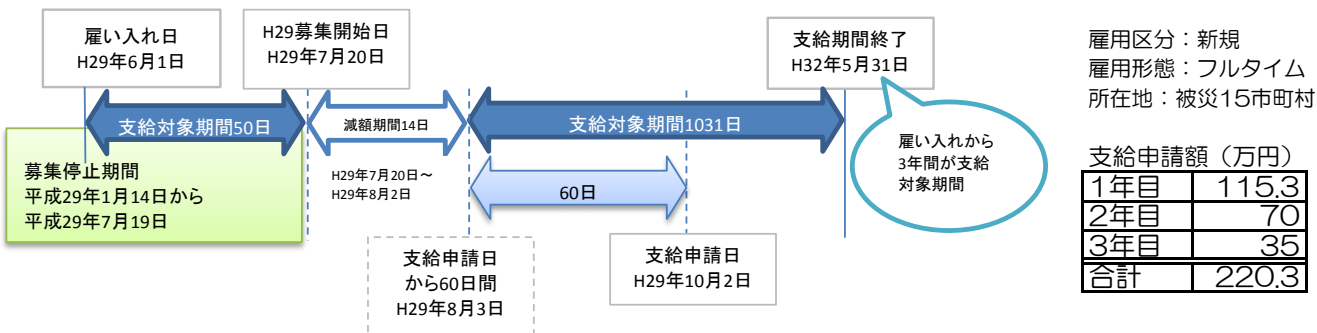 雇い入れ日
H29年6月1日
H29募集開始日
H29年7月20日
支給期間終了
H32年5月31日
雇用区分：新規
雇用形態：フルタイム
所在地：被災15市町村
支給対象期間50日
減額期間14日
支給対象期間1031日
募集停止期間
平成29年1月14日から
平成29年7月19日
H29年7月20日～
H29年8月2日
60日
雇い入れから
3年間が支給
対象期間
支給申請日
から60日間
H29年8月3日
支給申請日
H29年10月2日
支給申請額（万円）
1年目 115.3
2年目 70
3年目 35
合計 220.3